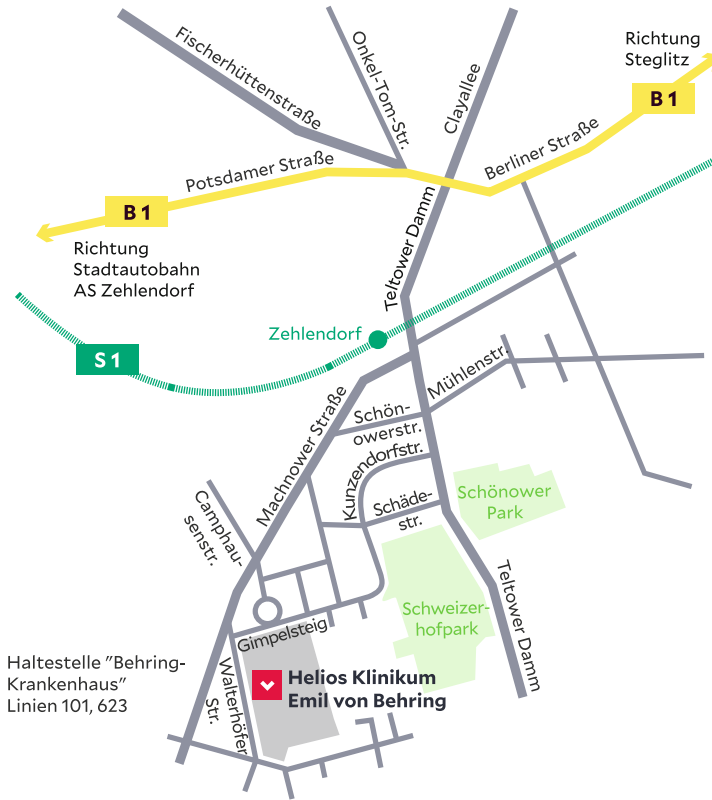 Fischerhüttenstraße
Onkel-Tom-Str.
Clayallee
Richtung
Steglitz
B 1
Berliner Straße
Potsdamer Straße
B 1
Richtung
Stadtautobahn
AS Zehlendorf
Teltower Damm
Zehlendorf
S 1
Machnower Straße
Mühlenstr.
Schön-
owerstr.
Kunzendorfstr.
Schäde-
str.
Schönower
Park
Camphau-
senstr.
Teltower Damm
Schweizer-
hofpark
Gimpelsteig
Haltestelle "Behring-
Krankenhaus"
Linien 101, 623
Walterhöfer
Str.
Helios Klinikum
Emil von Behring